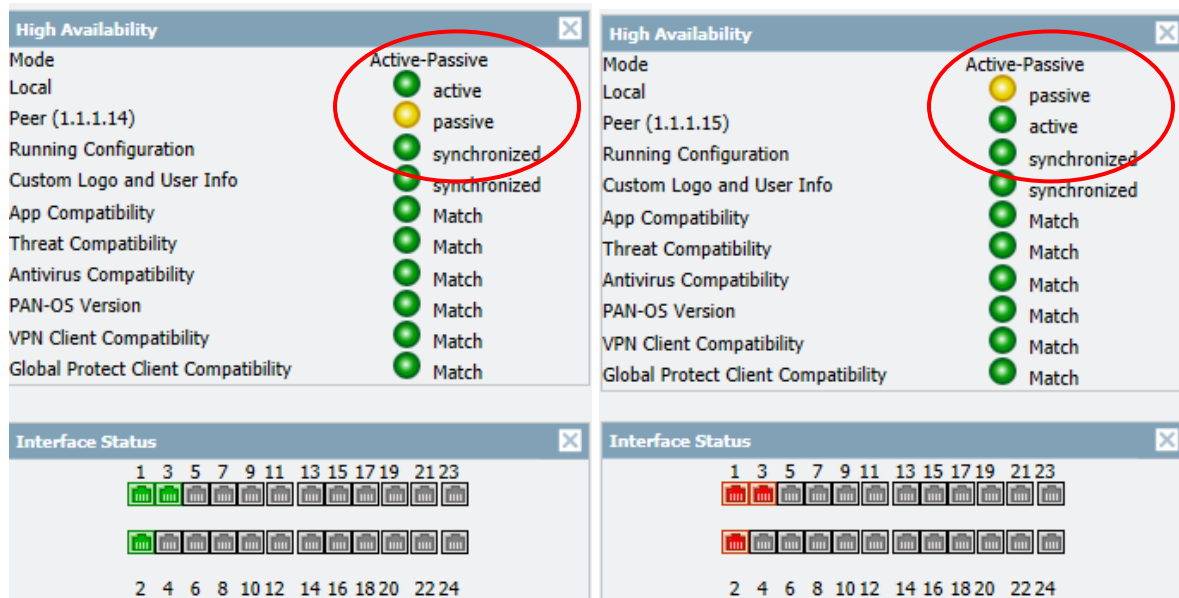 High Availability
Mode Active-Passive
Local active
Peer (1.1.1.14) passive
Running Configuration synchronized
Custom Logo and User Info synchronized
App Compatibility Match
Threat Compatibility Match
Antivirus Compatibility Match
PAN-OS Version Match
VPN Client Compatibility Match
Global Protect Client Compatibility Match
Interface Status
1 3 5 7 9 11 13 15 17 19 21 23
2 4 6 8 10 12 14 16 18 20 22 24
High Availability
Mode Active-Passive
Local passive
Peer (1.1.1.15) active
Running Configuration synchronized
Custom Logo and User Info synchronized
App Compatibility Match
Threat Compatibility Match
Antivirus Compatibility Match
PAN-OS Version Match
VPN Client Compatibility Match
Global Protect Client Compatibility Match
Interface Status
1 3 5 7 9 11 13 15 17 19 21 23
2 4 6 8 10 12 14 16 18 20 22 24